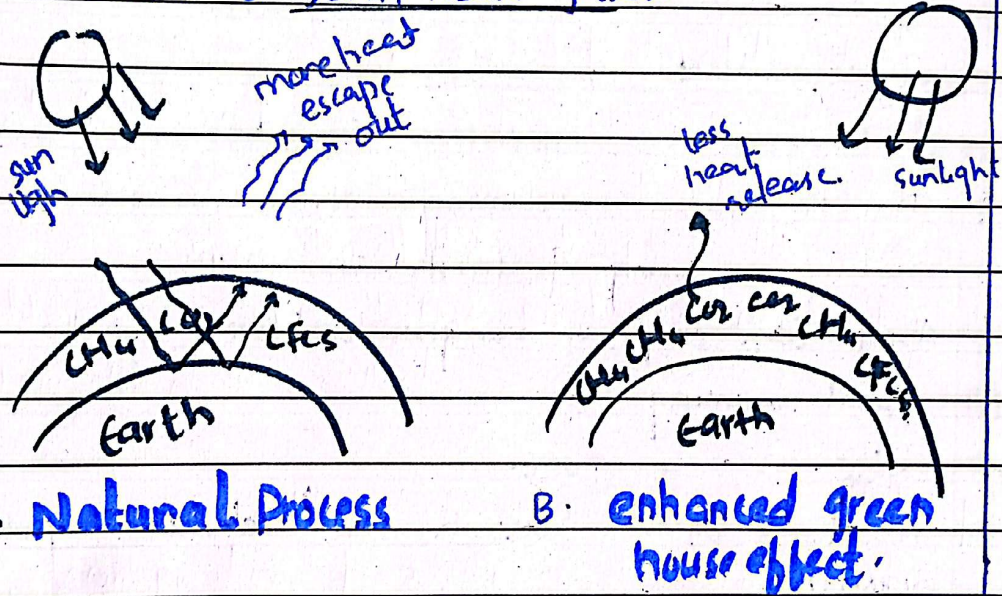 more heat
escape
out
sun
ligh
less
heat
release.
sunlight
CH4
CO2
CFCs
Earth
CH4
CH4
CO2
CO2
CH4
CFCs
Earth
Natural Process
B. enhanced green
house effect.